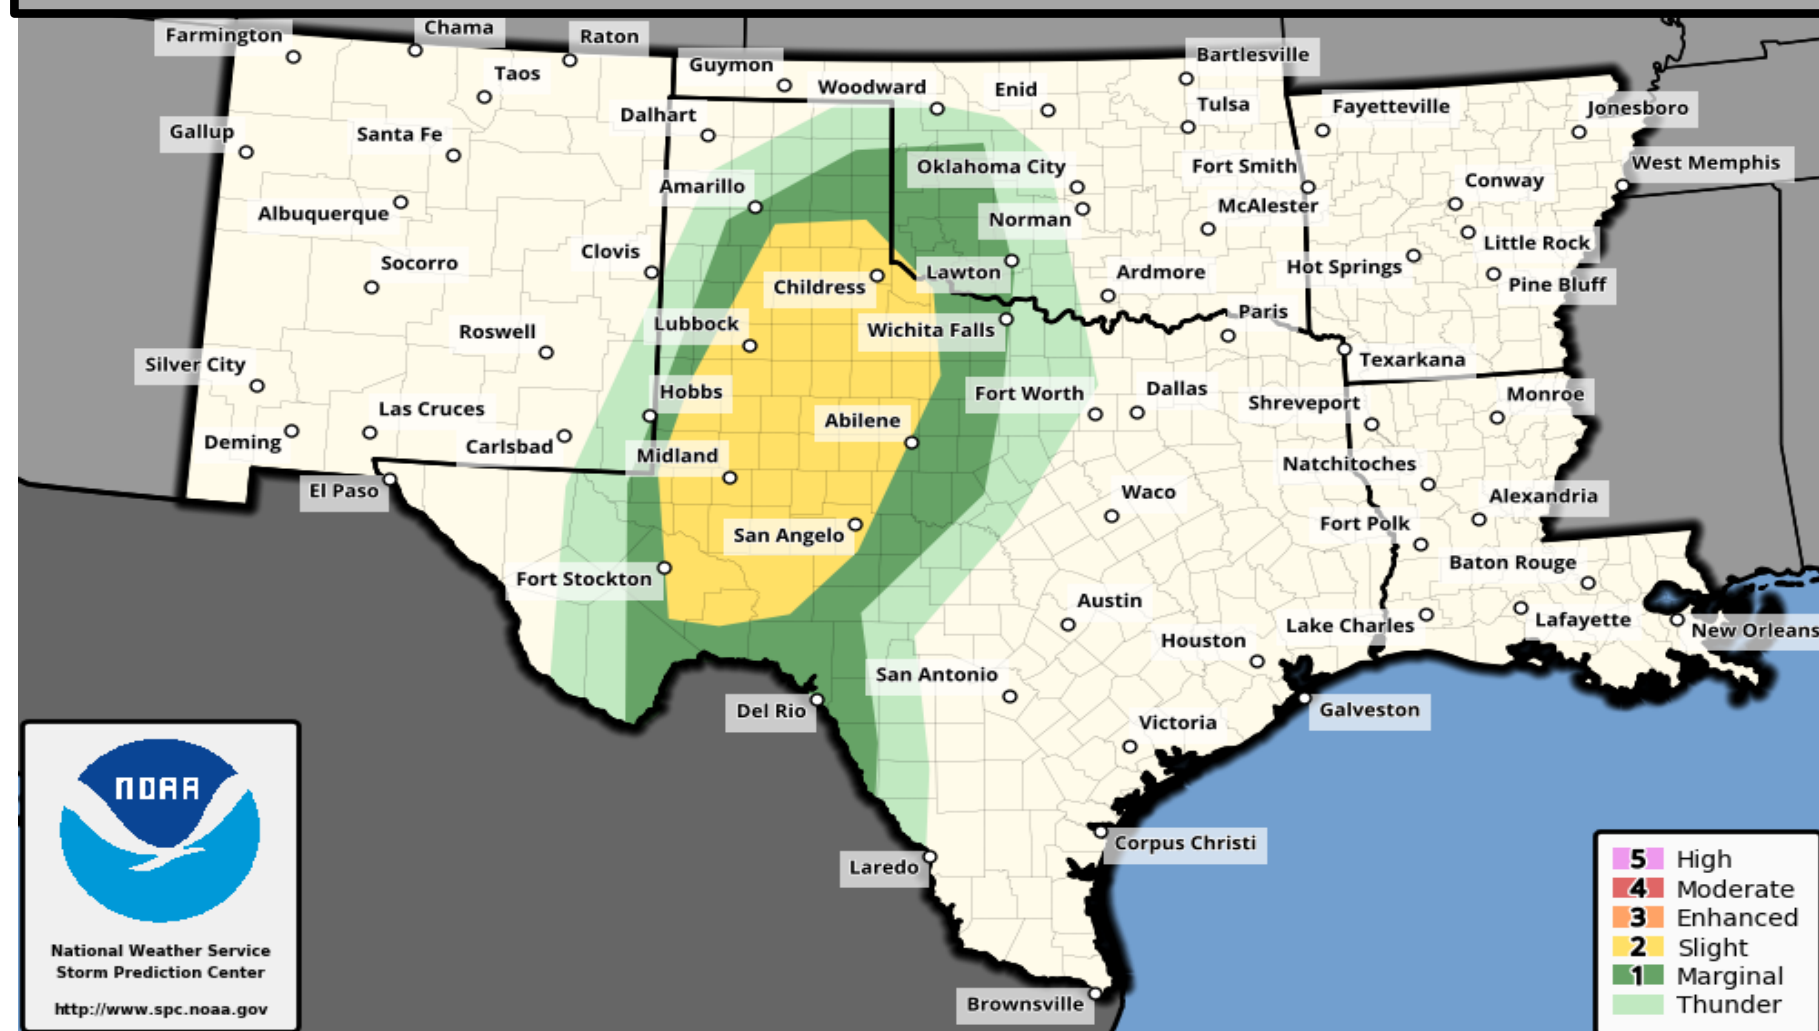 Farmington
Chama
Raton
Taos
Guymon
Woodward
Enid
Bartlesville
Tulsa
Fayetteville
Jonesboro
Dalhart
Gallup
Santa Fe
Oklahoma City
Fort Smith
Conway
West Memphis
Amarillo
Albuquerque
Norman
McAlester
Little Rock
Socorro
Clovis
Childress
Lawton
Ardmore
Hot Springs
Pine Bluff
Roswell
Lubbock
Wichita Falls
Paris
Texarkana
Silver City
Las Cruces
Hobbs
Fort Worth
Dallas
Shreveport
Monroe
Deming
Carlsbad
Abilene
Midland
Natchitoches
El Paso
Waco
Alexandria
San Angelo
Fort Polk
Fort Stockton
Baton Rouge
Austin
Houston
Lake Charles
Lafayette
New Orleans
San Antonio
Del Rio
Victoria
Galveston
Corpus Christi
Laredo
Brownsville
NOAA
National Weather Service
Storm Prediction Center
http://www.spc.noaa.gov
5 High
4 Moderate
3 Enhanced
2 Slight
1 Marginal
Thunder